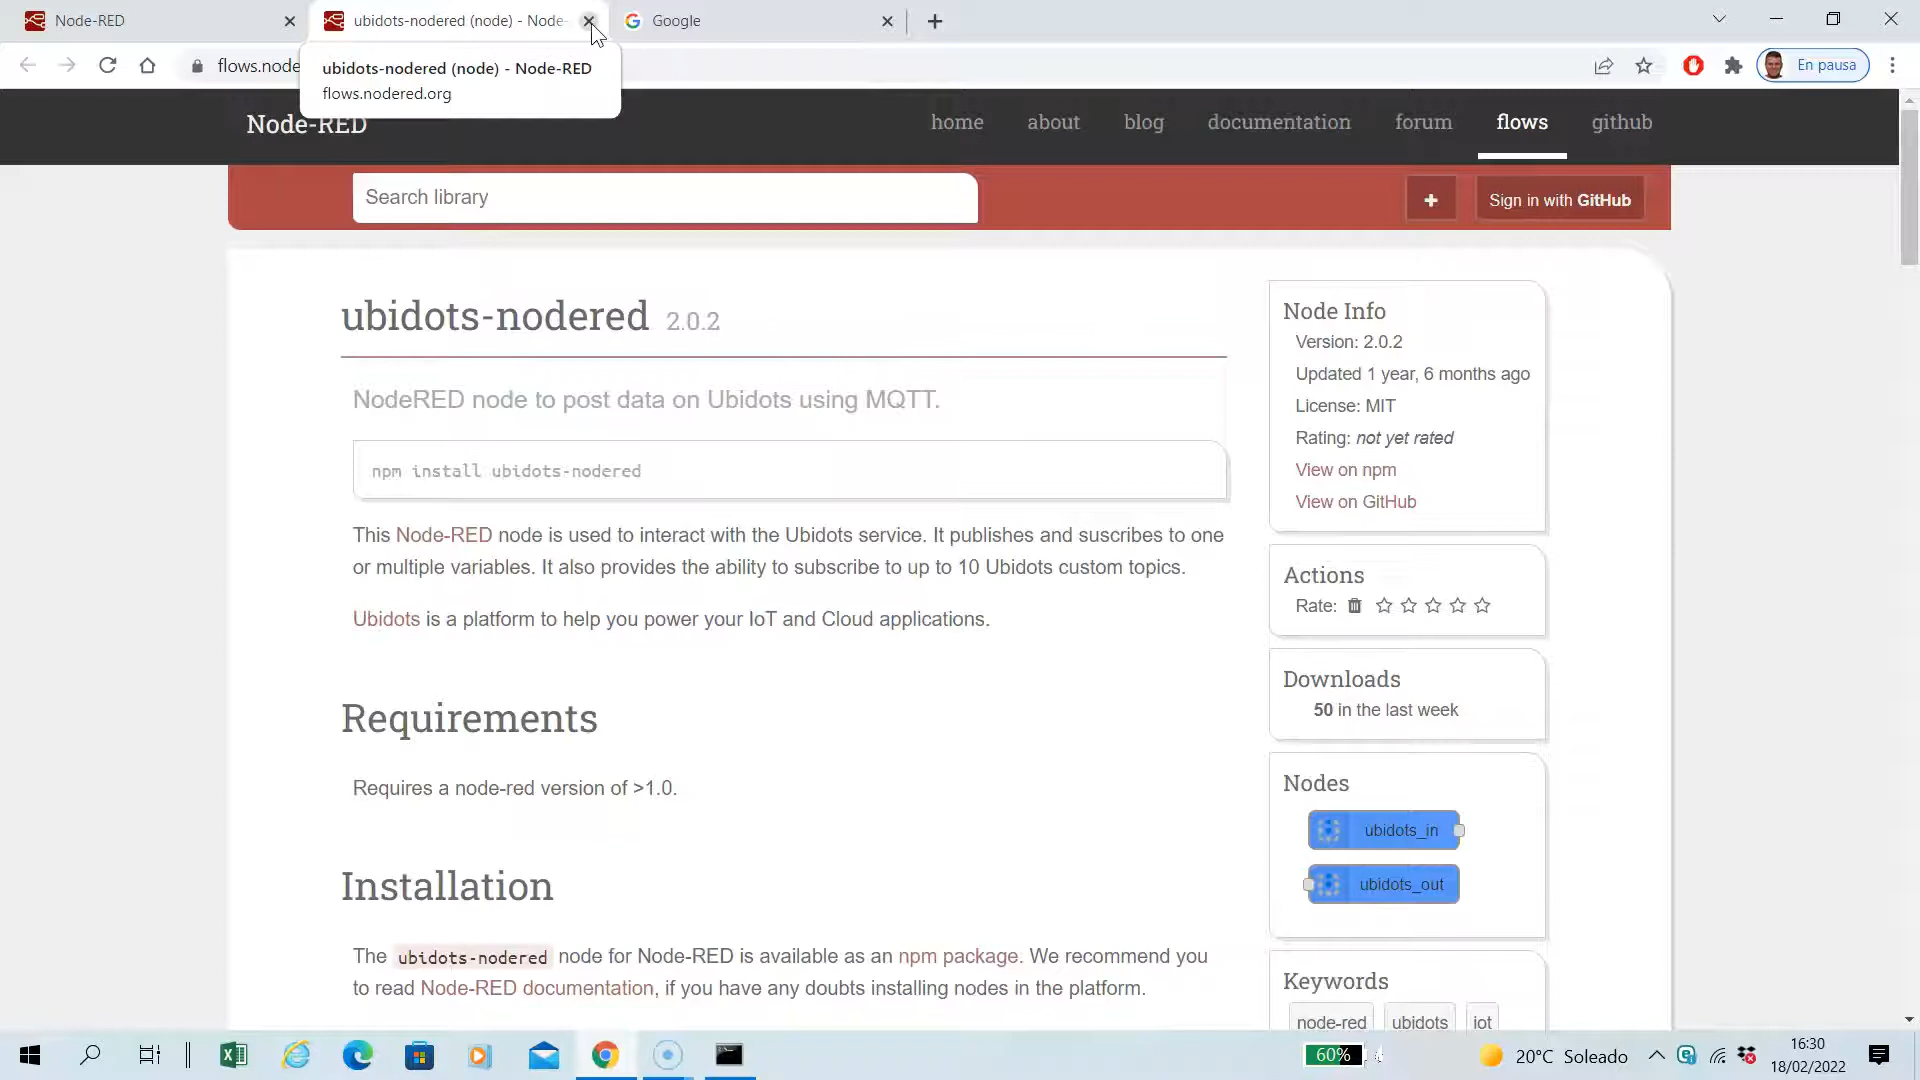 Node-RED
ubidots-nodered (node) - Node-
Google
flows.node
ubidots-nodered (node) - Node-RED
flows.nodered.org
En pausa
Node-RED
home
about
blog
documentation
forum
flows
github
Search library
+
Sign in with GitHub
ubidots-nodered 2.0.2
NodeRED node to post data on Ubidots using MQTT.
npm install ubidots-nodered
This Node-RED node is used to interact with the Ubidots service. It publishes and suscribes to one
or multiple variables. It also provides the ability to subscribe to up to 10 Ubidots custom topics.
Ubidots is a platform to help you power your IoT and Cloud applications.
Requirements
Requires a node-red version of >1.0.
Installation
The ubidots-nodered node for Node-RED is available as an npm package. We recommend you
to read Node-RED documentation, if you have any doubts installing nodes in the platform.
Node Info
Version: 2.0.2
Updated 1 year, 6 months ago
License: MIT
Rating: not yet rated
View on npm
View on GitHub
Actions
Rate:
Downloads
50 in the last week
Nodes
ubidots_in
ubidots_out
Keywords
node-red
ubidots
iot
60%
20°C Soleado
16:30
18/02/2022